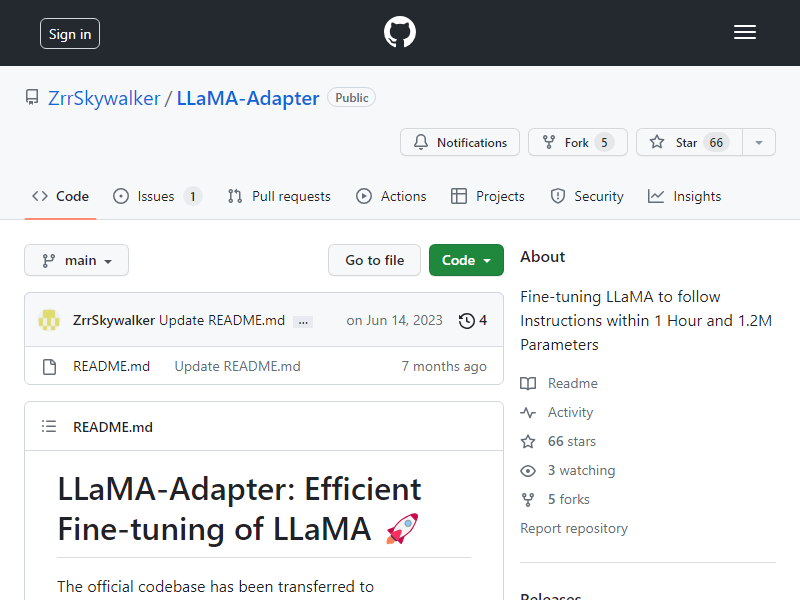 Sign in
ZrrSkywalker / LLaMA-Adapter Public
Notifications Fork 5 Star 66
Code Issues 1 Pull requests Actions Projects Security Insights
main Go to file Code
ZrrSkywalker Update README.md ... on Jun 14, 2023 4
README.md Update README.md 7 months ago
README.md
LLaMA-Adapter: Efficient
Fine-tuning of LLaMA 🚀
The official codebase has been transferred to
About
Fine-tuning LLaMA to follow
Instructions within 1 Hour and 1.2M
Parameters
Readme
Activity
66 stars
3 watching
5 forks
Report repository
Releases